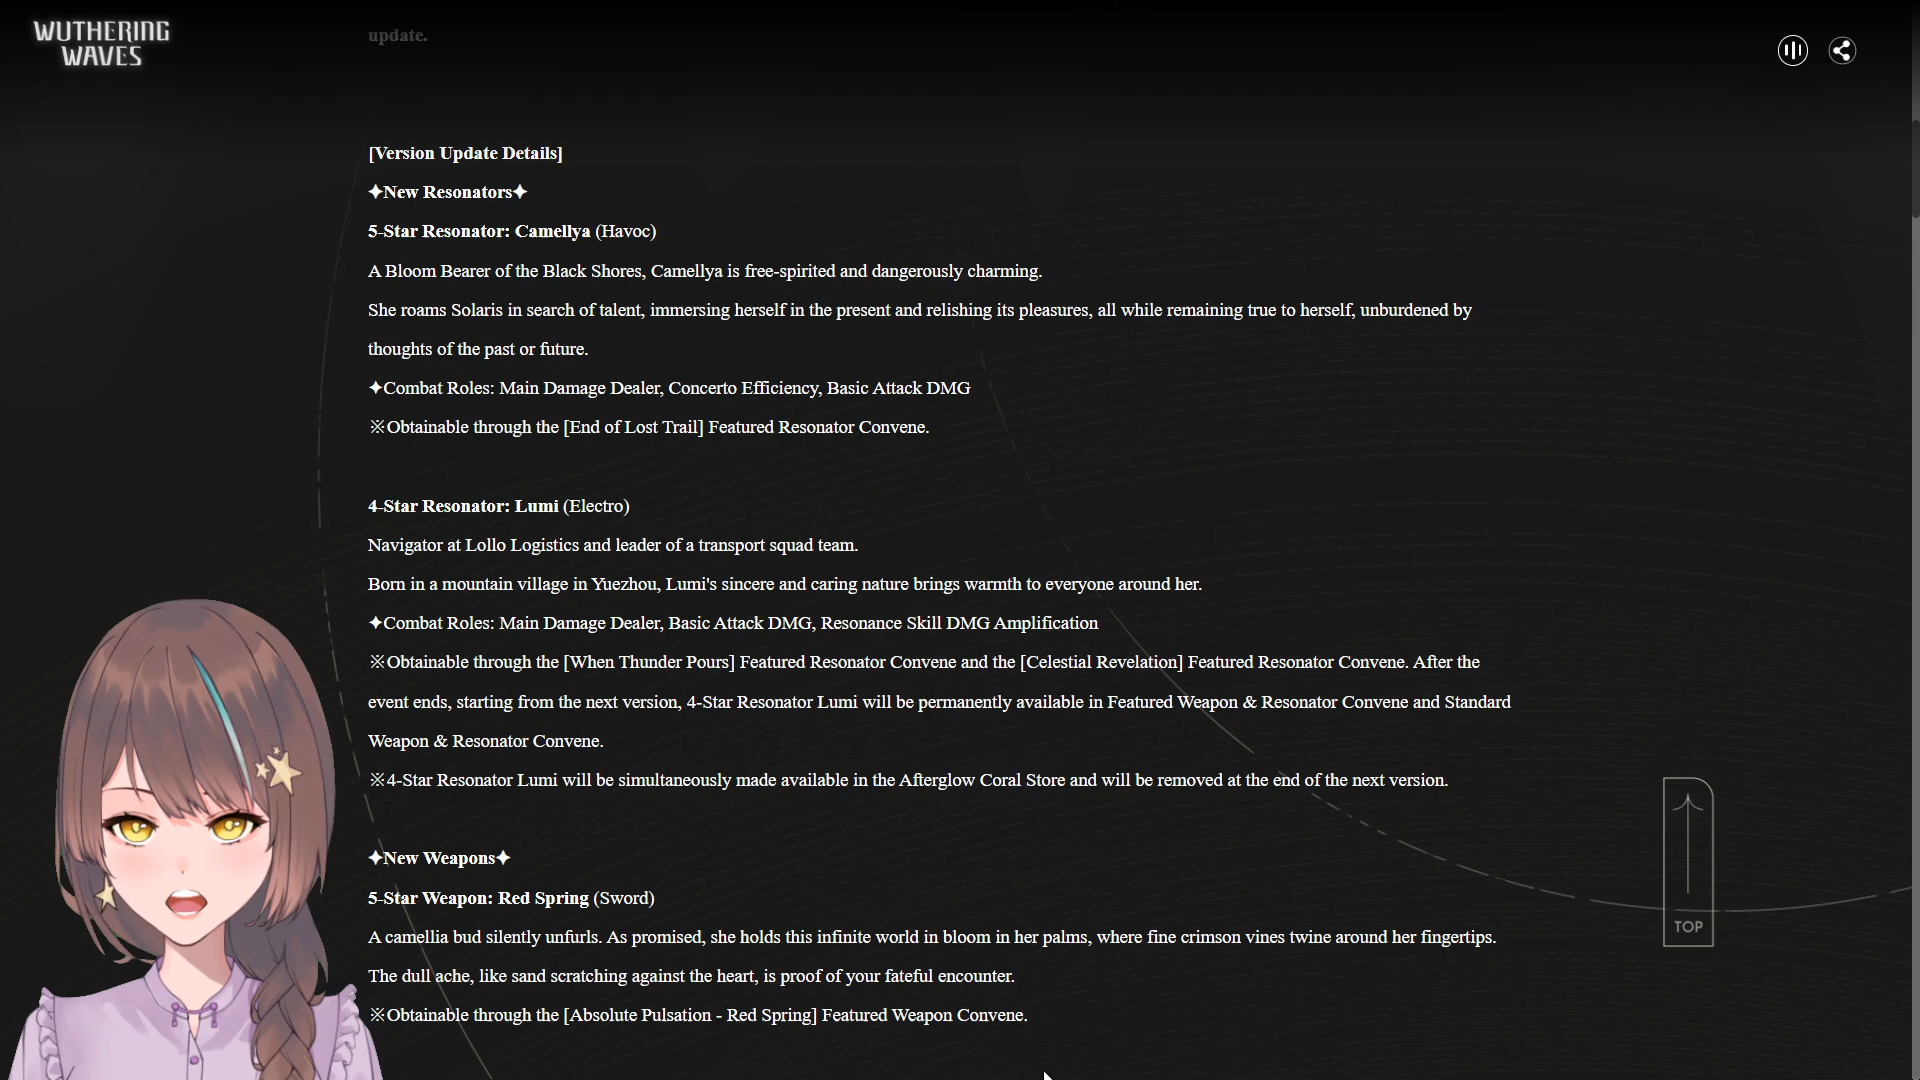 WUTHERING
WAVES
update.
[Version Update Details]
✦New Resonators✦
5-Star Resonator: Camellya (Havoc)
A Bloom Bearer of the Black Shores, Camellya is free-spirited and dangerously charming.
She roams Solaris in search of talent, immersing herself in the present and relishing its pleasures, all while remaining true to herself, unburdened by
thoughts of the past or future.
✦Combat Roles: Main Damage Dealer, Concerto Efficiency, Basic Attack DMG
※Obtainable through the [End of Lost Trail] Featured Resonator Convene.
4-Star Resonator: Lumi (Electro)
Navigator at Lollo Logistics and leader of a transport squad team.
Born in a mountain village in Yuezhou, Lumi's sincere and caring nature brings warmth to everyone around her.
✦Combat Roles: Main Damage Dealer, Basic Attack DMG, Resonance Skill DMG Amplification
※Obtainable through the [When Thunder Pours] Featured Resonator Convene and the [Celestial Revelation] Featured Resonator Convene. After the
event ends, starting from the next version, 4-Star Resonator Lumi will be permanently available in Featured Weapon & Resonator Convene and Standard
Weapon & Resonator Convene.
※4-Star Resonator Lumi will be simultaneously made available in the Afterglow Coral Store and will be removed at the end of the next version.
✦New Weapons✦
5-Star Weapon: Red Spring (Sword)
A camellia bud silently unfurls. As promised, she holds this infinite world in bloom in her palms, where fine crimson vines twine around her fingertips.
The dull ache, like sand scratching against the heart, is proof of your fateful encounter.
※Obtainable through the [Absolute Pulsation - Red Spring] Featured Weapon Convene.
TOP